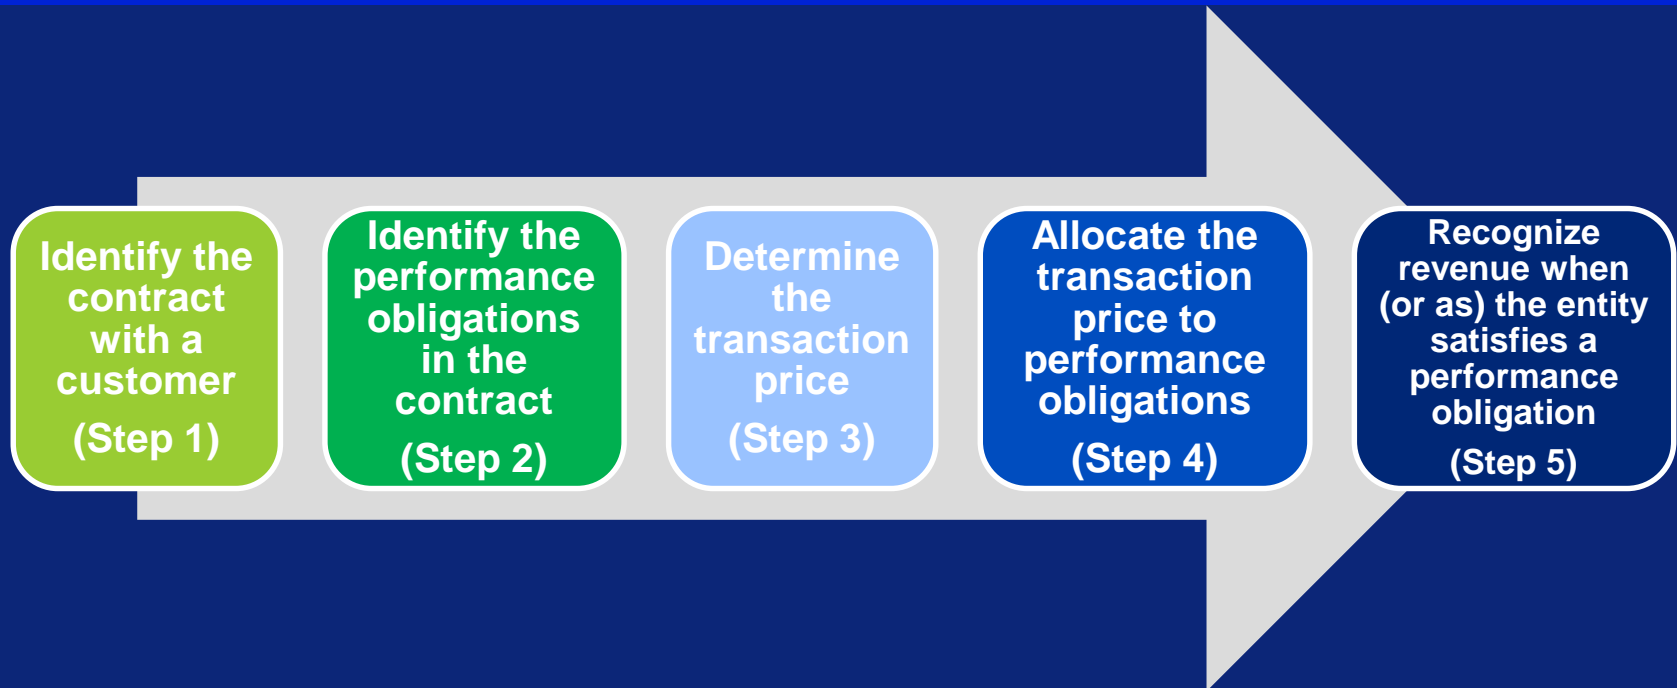 Identify the
contract
with a
customer
(Step 1)
Identify the
performance
obligations
in the
contract
(Step 2)
Determine
the
transaction
price
(Step 3)
Allocate the
transaction
price to
performance
obligations
(Step 4)
Recognize
revenue when
(or as) the entity
satisfies a
performance
obligation
(Step 5)